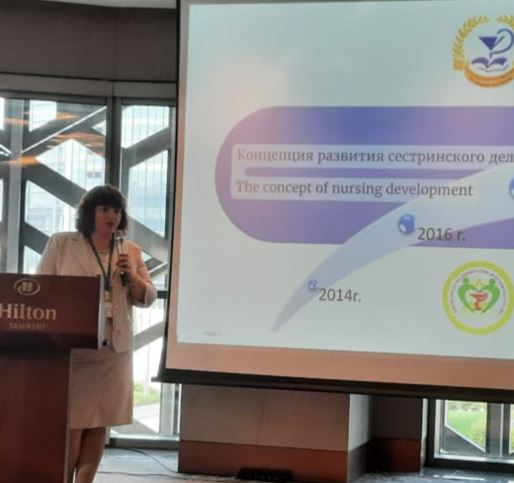 Концепция развития сестринского дел
The concept of nursing development
2016 г.
2014г.
Hilton
TASHKENT